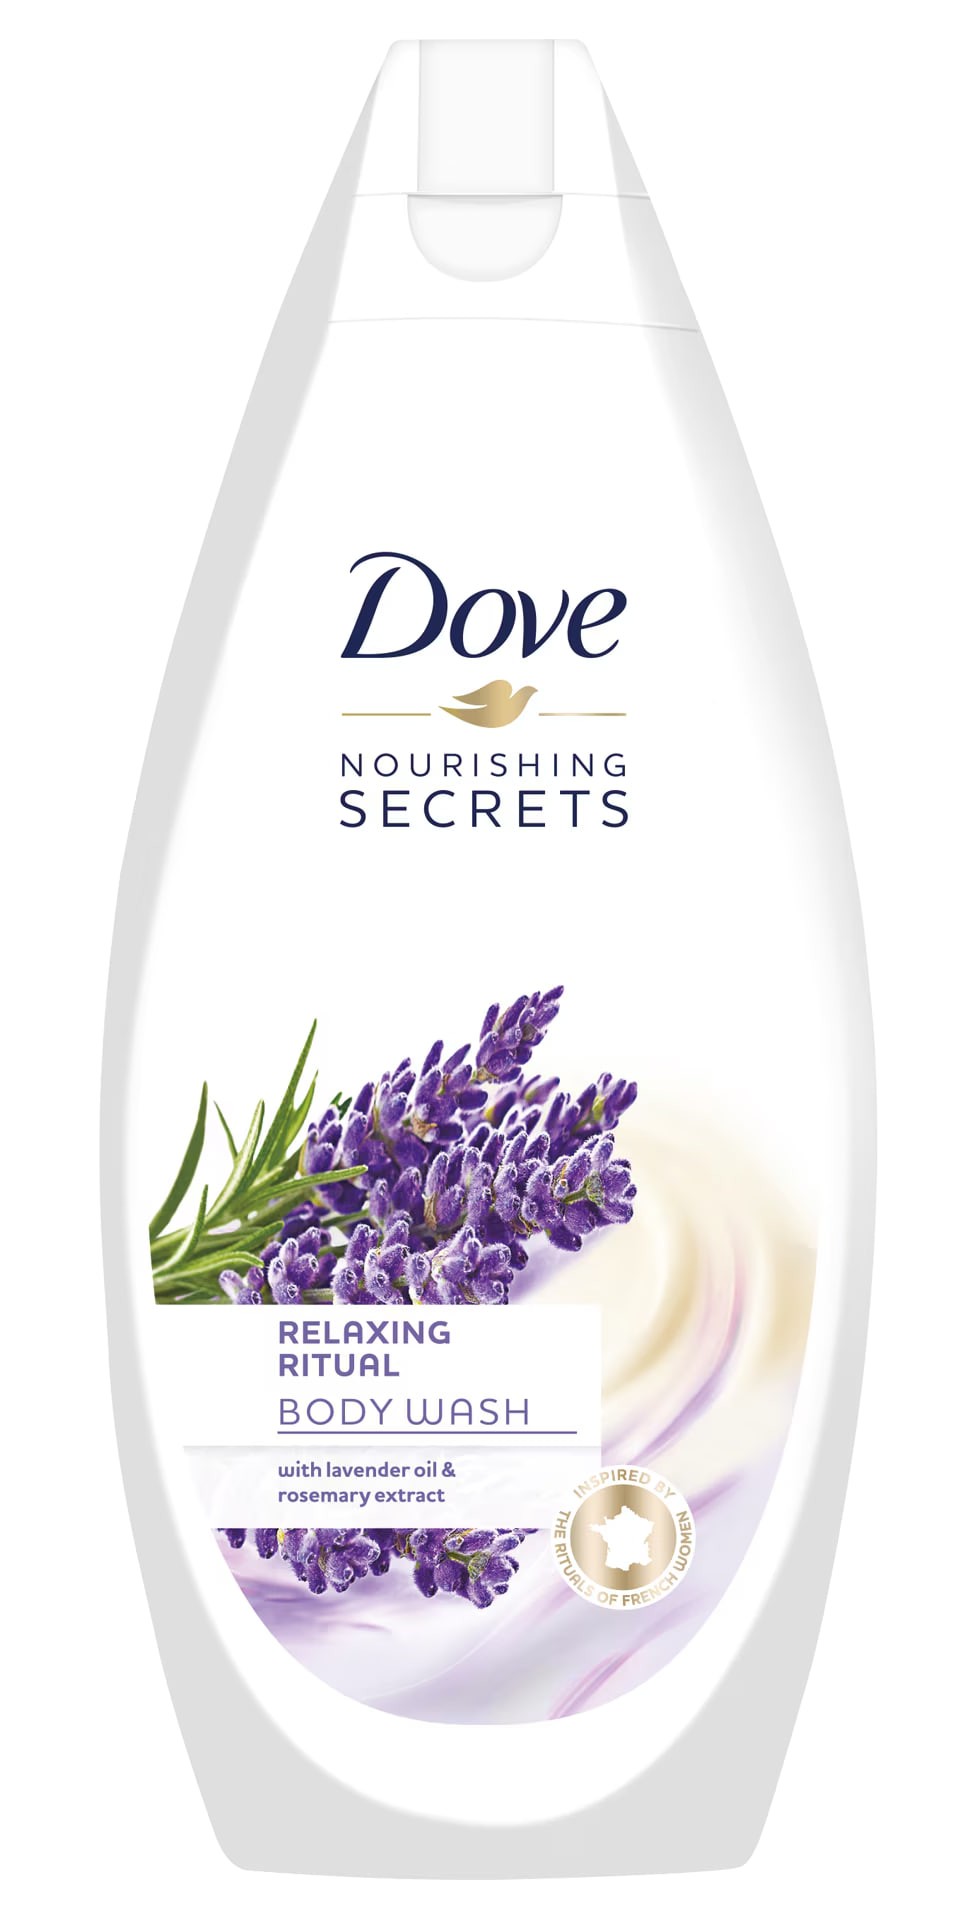 Dove
NOURISHING
SECRETS
RELAXING
RITUAL
BODY WASH
with lavender oil &
rosemary extract
INSPIRED BY
THE RITUALS OF FRENCH WOMEN